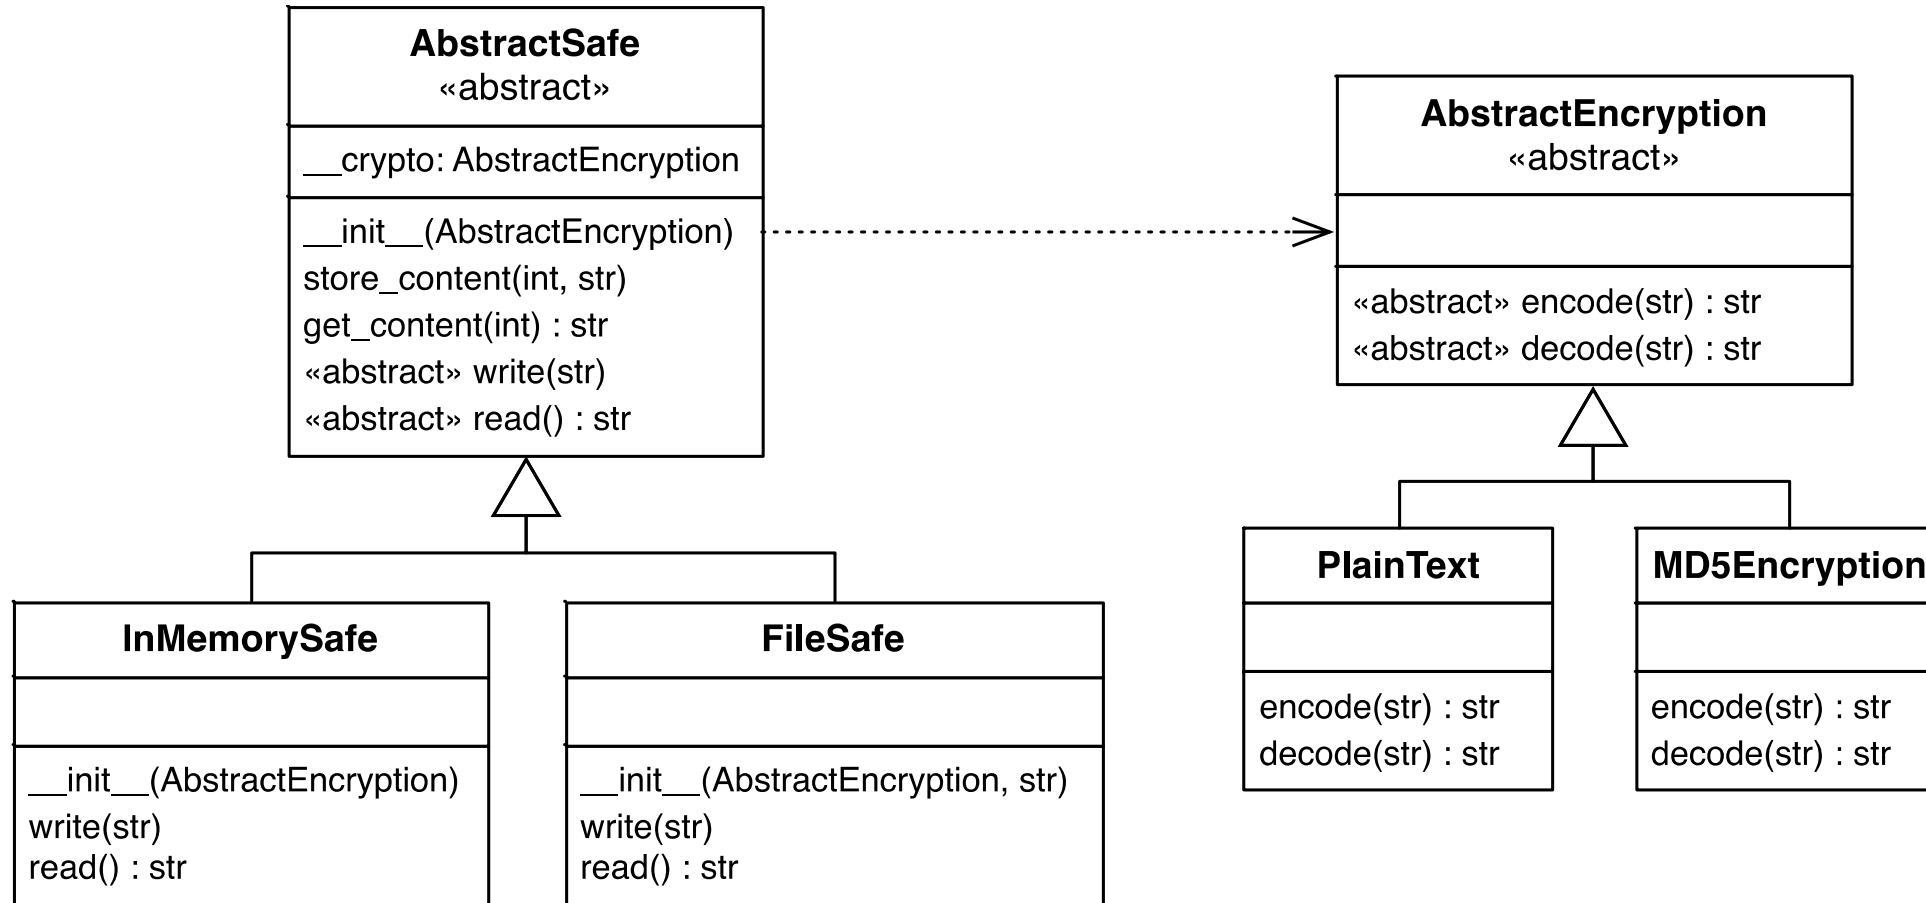 AbstractSafe
«abstract»
__crypto: AbstractEncryption
__init__(AbstractEncryption)
store_content(int, str)
get_content(int) : str
«abstract» write(str)
«abstract» read() : str
AbstractEncryption
«abstract»
«abstract» encode(str) : str
«abstract» decode(str) : str
InMemorySafe
__init__(AbstractEncryption)
write(str)
read() : str
FileSafe
__init__(AbstractEncryption, str)
write(str)
read() : str
PlainText
encode(str) : str
decode(str) : str
MD5Encryption
encode(str) : str
decode(str) : str